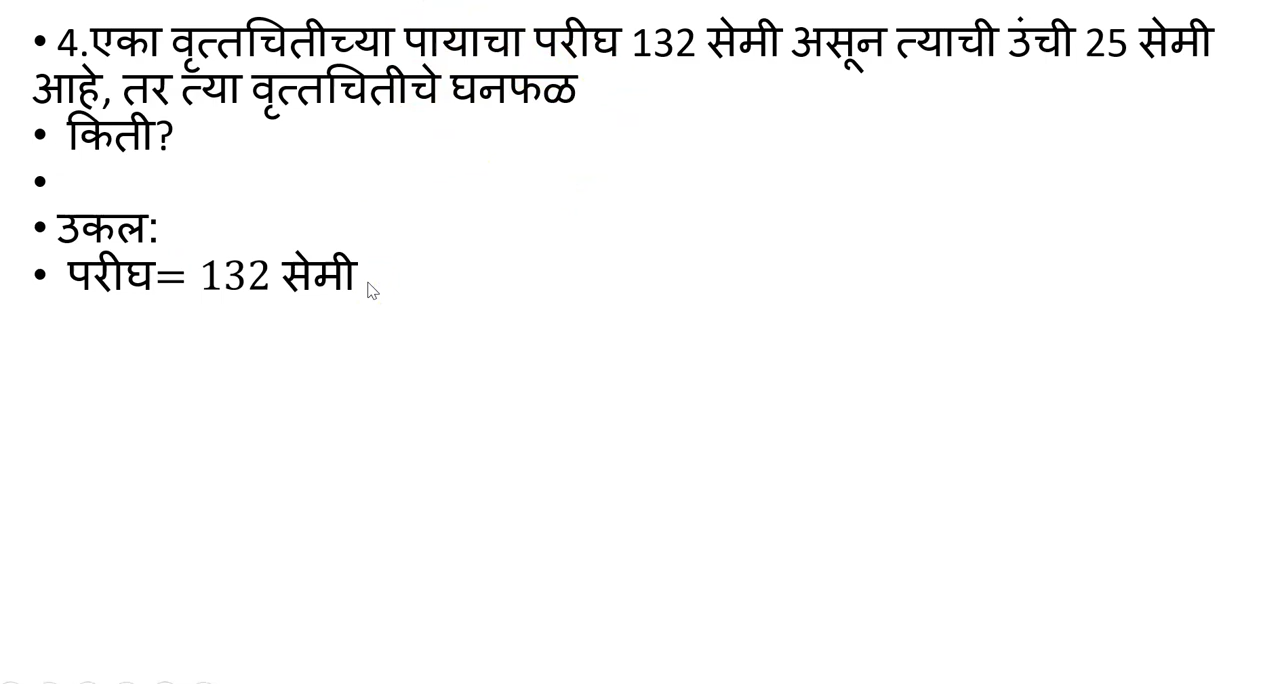 • 4.एका वृत्तचितीच्या पायाचा परीघ 132 सेमी असून त्याची उंची 25 सेमी
आहे, तर त्या वृत्तचितीचे घनफळ
• किती?
•
• उकल:
• परीघ= 132 सेमी